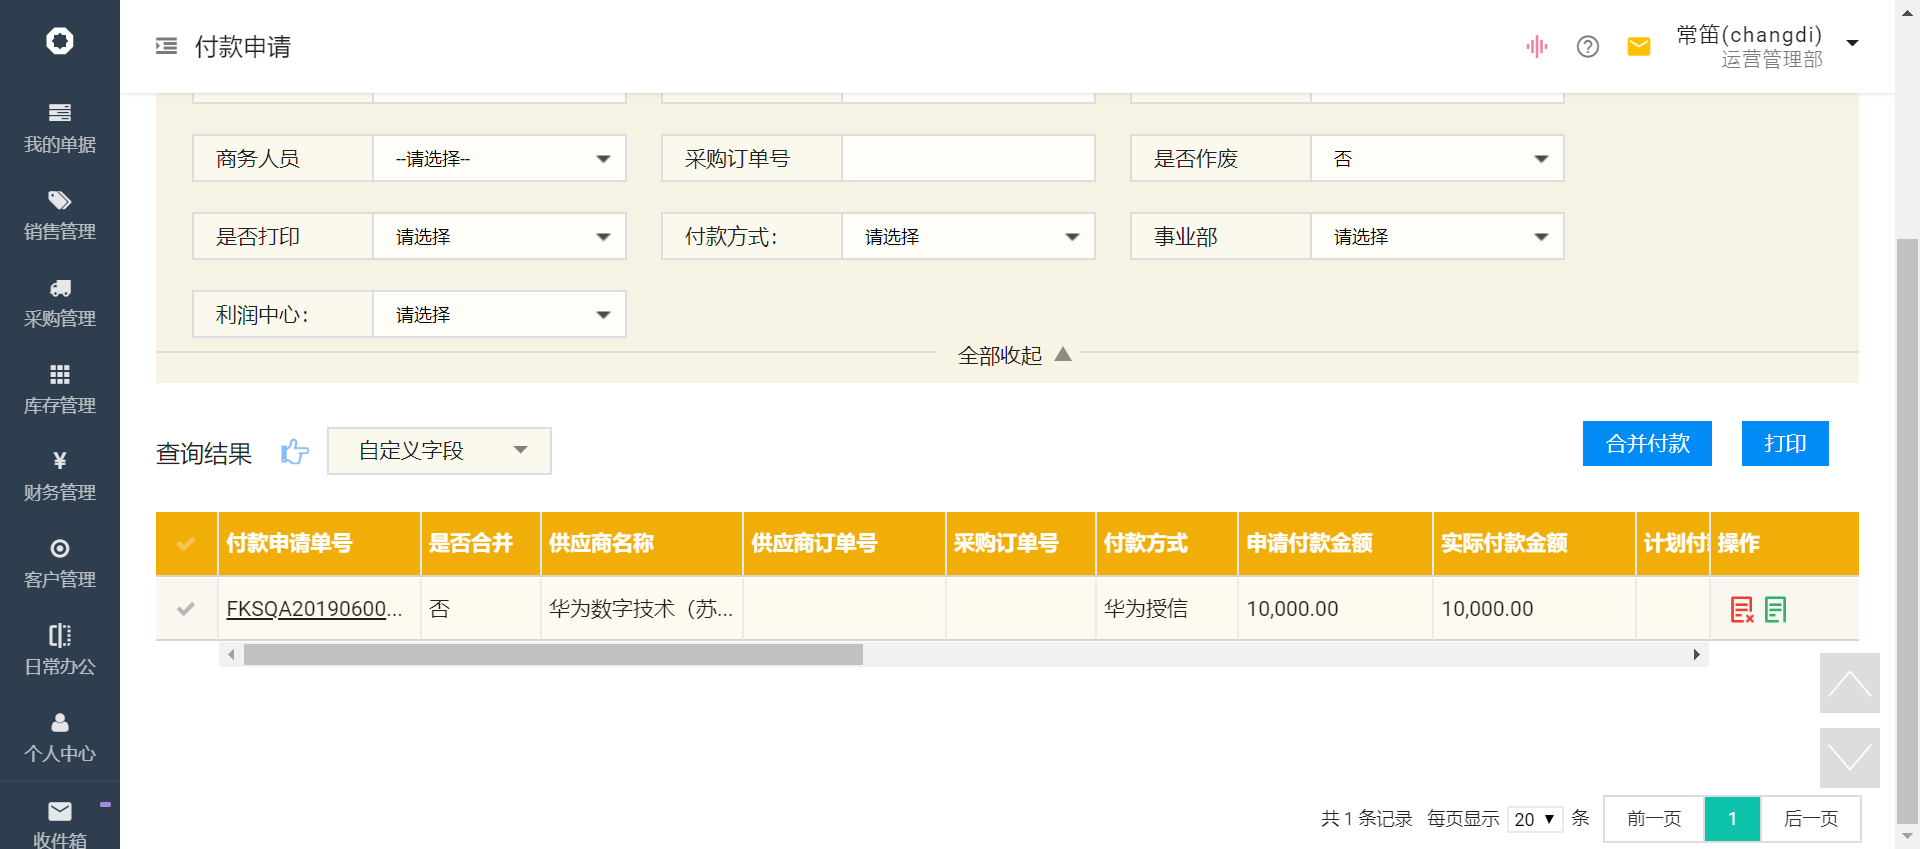 付款申请
常笛(changdi)
运营管理部
我的单据
销售管理
采购管理
库存管理
财务管理
客户管理
日常办公
个人中心
收件箱
商务人员 --请选择-- 采购订单号 是否作废 否
是否打印 请选择 付款方式: 请选择 事业部 请选择
利润中心: 请选择
全部收起
查询结果 自定义字段 合并付款 打印
付款申请单号 是否合并 供应商名称 供应商订单号 采购订单号 付款方式 申请付款金额 实际付款金额 计划付 操作
FKSQA20190600... 否 华为数字技术（苏... 华为授信 10,000.00 10,000.00
共 1 条记录 每页显示 20 条 前一页 1 后一页